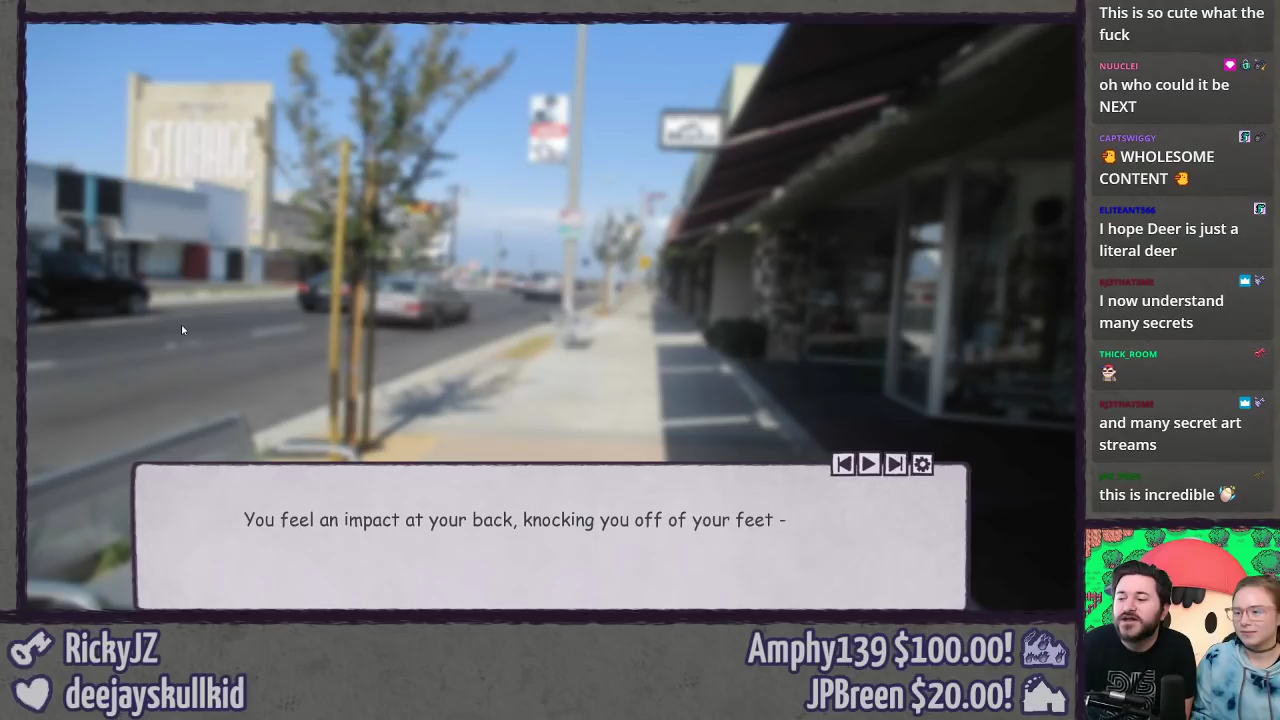 This is so cute what the
fuck
NUUCLEI
oh who could it be
NEXT
CAPTSWIGGY
WHOLESOME
CONTENT
ELITEANT566
I hope Deer is just a
literal deer
I now understand
many secrets
THICK_ROOM
and many secret art
streams
this is incredible
STORAGE
You feel an impact at your back, knocking you off of your feet -
RickyJZ
deejayskullkid
Amphy139 $100.00!
JPBreen $20.00!